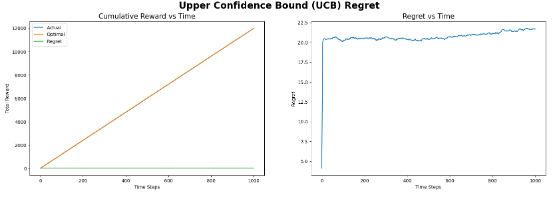 Upper Confidence Bound (UCB) Regret
Cumulative Reward vs Time
Actual
Optimal
Regret
12000
10000
8000
6000
4000
2000
0
Total Reward
0 200 400 600 800 1000
Time Steps
Regret vs Time
22.5
20.0
17.5
15.0
12.5
10.0
7.5
5.0
Regret
0 200 400 600 800 1000
Time Steps